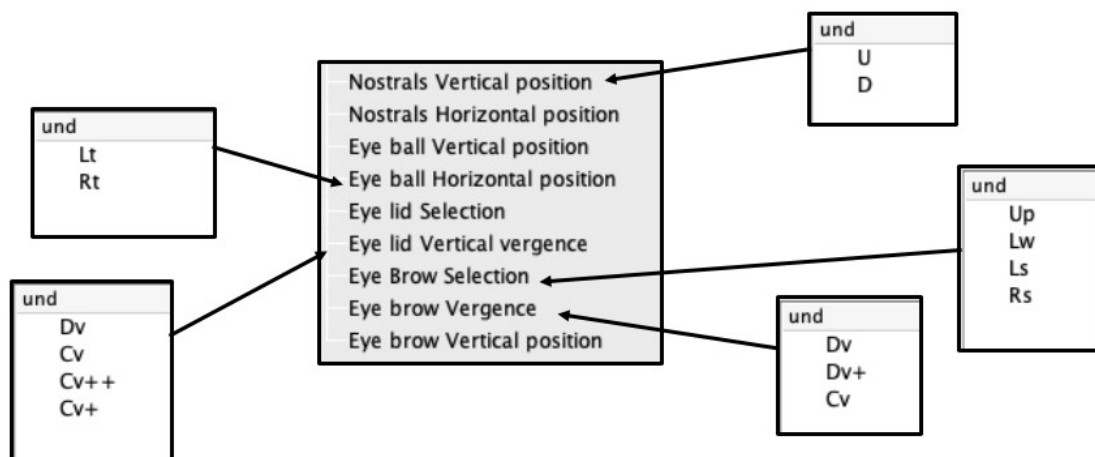 Nostrals Vertical position
Nostrals Horizontal position
Eye ball Vertical position
Eye ball Horizontal position
Eye lid Selection
Eye lid Vertical vergence
Eye Brow Selection
Eye brow Vergence
Eye brow Vertical position
und
Lt
Rt
und
Dv
Cv
Cv++
Cv+
und
U
D
und
Up
Lw
Ls
Rs
und
Dv
Dv+
Cv